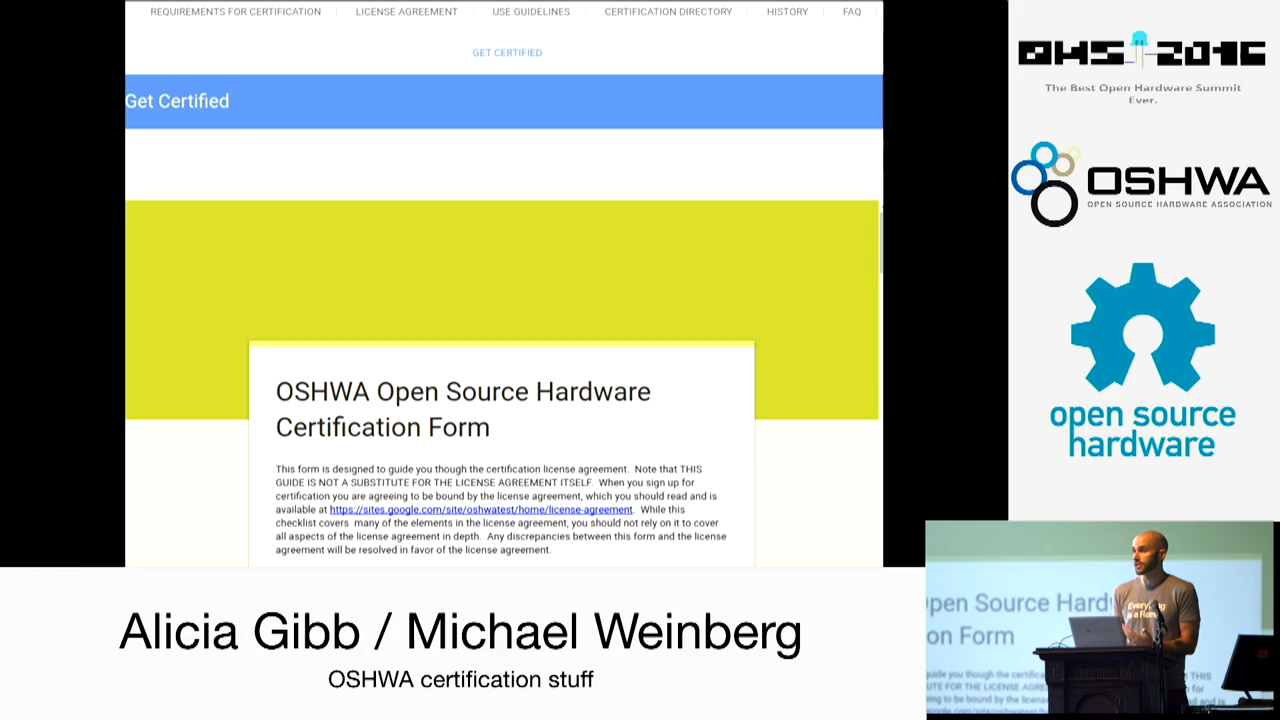 REQUIREMENTS FOR CERTIFICATION LICENSE AGREEMENT USE GUIDELINES CERTIFICATION DIRECTORY HISTORY FAQ
GET CERTIFIED
Get Certified
OSHWA Open Source Hardware
Certification Form
This form is designed to guide you though the certification license agreement. Note that THIS
GUIDE IS NOT A SUBSTITUTE FOR THE LICENSE AGREEMENT ITSELF. When you sign up for
certification you are agreeing to be bound by the license agreement, which you should read and is
available at https://sites.google.com/site/oshwatest/home/license-agreement. While this
checklist covers many of the elements in the license agreement, you should not rely on it to cover
all aspects of the license agreement in depth. Any discrepancies between this form and the license
agreement will be resolved in favor of the license agreement.
Alicia Gibb / Michael Weinberg
OSHWA certification stuff
OHS 2016
The Best Open Hardware Summit
Ever.
OSHWA
OPEN SOURCE HARDWARE ASSOCIATION
open source
hardware
pen Source Hard
on Form